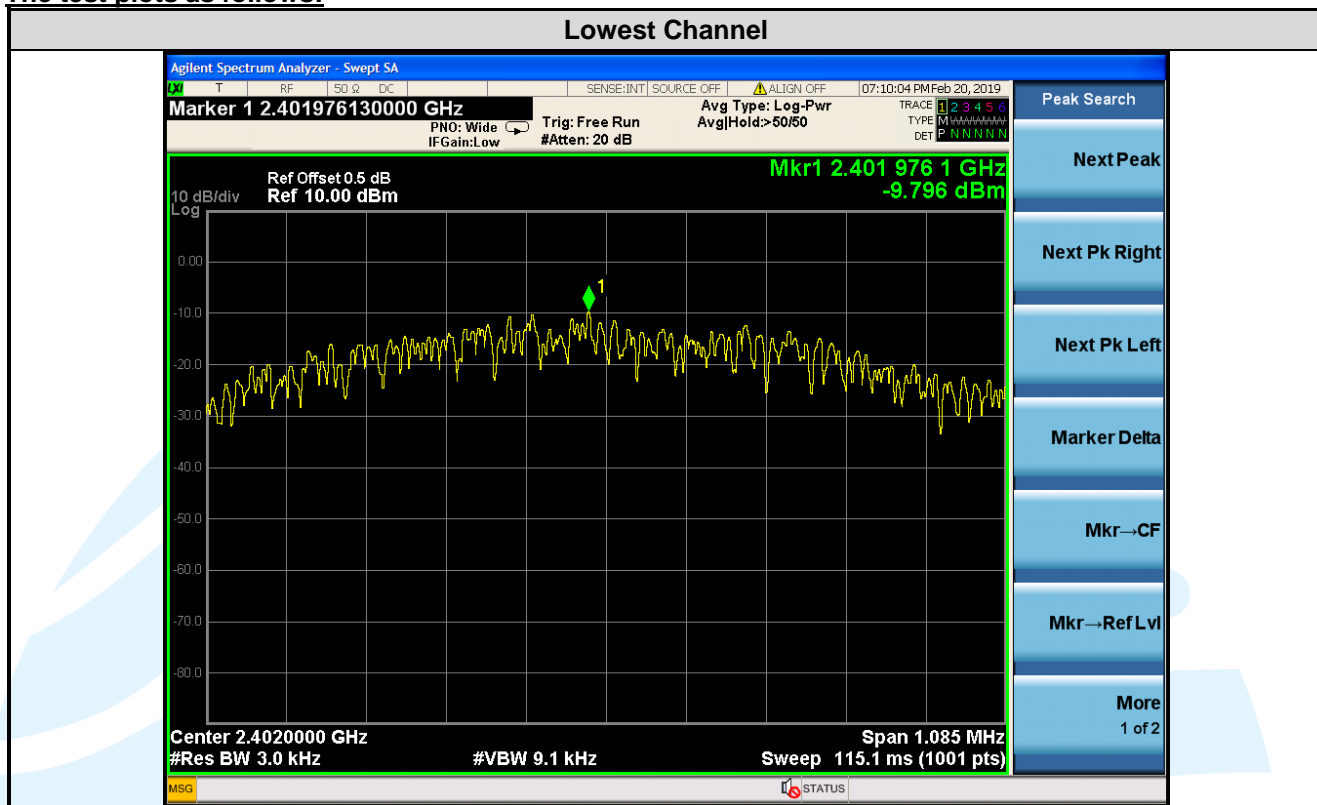 The test plots as follows:
Lowest Channel
Agilent Spectrum Analyzer - Swept SA
LXI T RF 50 Ω DC SENSE:INT SOURCE OFF ALIGN OFF 07:10:04 PM Feb 20, 2019
Marker 1 2.401976130000 GHz
PNO: Wide
IFGain:Low
Trig: Free Run
#Atten: 20 dB
Avg Type: Log-Pwr
Avg|Hold:>50/50
TRACE 1 2 3 4 5 6
TYPE M WWWWW
DET P N N N N N
Peak Search
Mkr1 2.401 976 1 GHz
-9.796 dBm
Ref Offset 0.5 dB
10 dB/div Ref 10.00 dBm
Log
1
0.00
-10.0
-20.0
-30.0
-40.0
-50.0
-60.0
-70.0
-80.0
Center 2.4020000 GHz Span 1.085 MHz
#Res BW 3.0 kHz #VBW 9.1 kHz Sweep 115.1 ms (1001 pts)
Next Peak
Next Pk Right
Next Pk Left
Marker Delta
Mkr→CF
Mkr→Ref Lvl
More
1 of 2
MSG STATUS